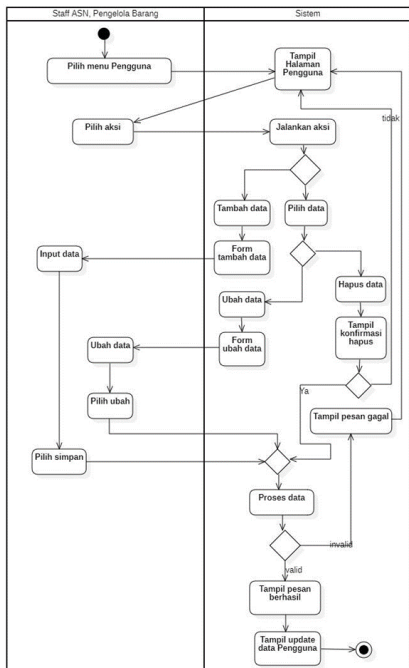 Staff ASN, Pengelola Barang
Sistem
Pilih menu Pengguna
Tampil
Halaman
Pengguna
tidak
Pilih aksi
Jalankan aksi
Tambah data
Pilih data
Input data
Form
tambah data
Hapus data
Ubah data
Tampil
konfirmasi
hapus
Ubah data
Form
ubah data
Ya
Pilih ubah
Tampil pesan gagal
Pilih simpan
Proses data
invalid
valid
Tampil pesan
berhasil
Tampil update
data Pengguna